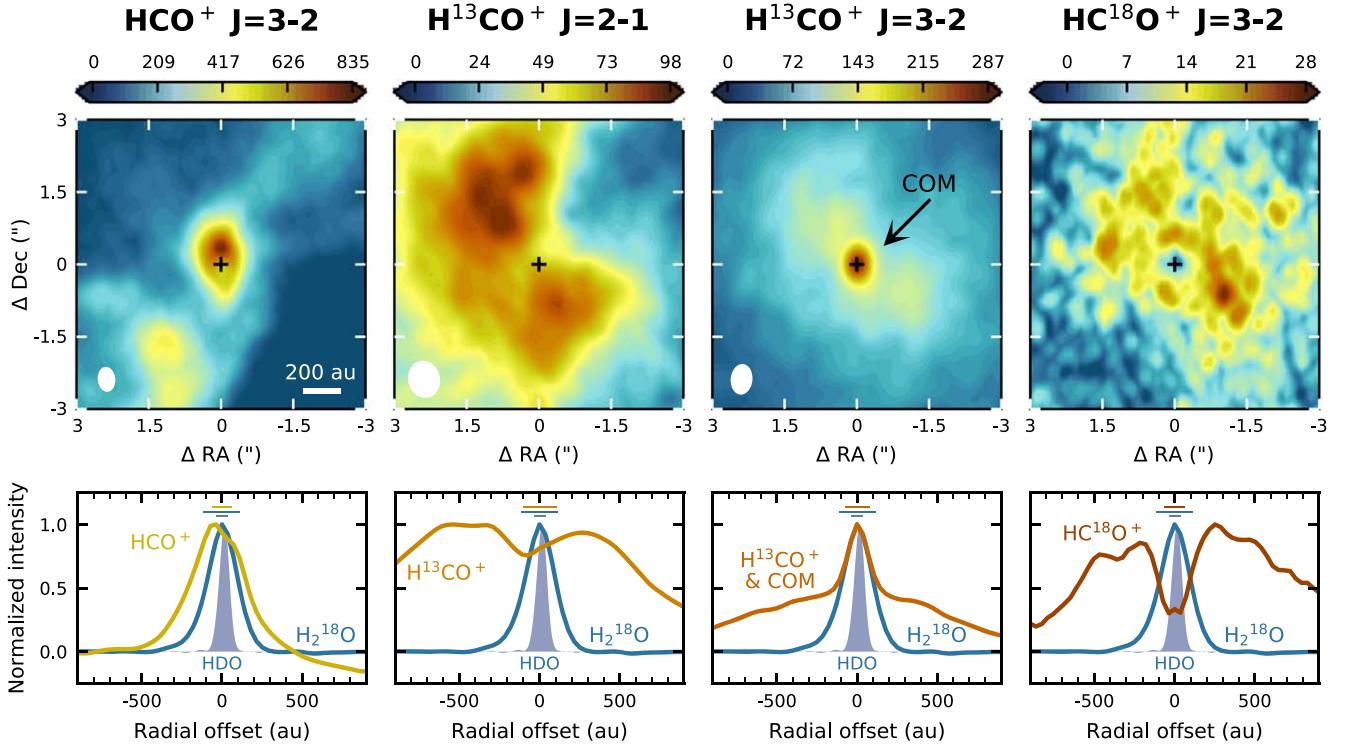 HCO⁺ J=3-2 H¹³CO⁺ J=2-1 H¹³CO⁺ J=3-2 HC¹⁸O⁺ J=3-2
0 209 417 626 835 0 24 49 73 98 0 72 143 215 287 0 7 14 21 28
3
1.5
0
-1.5
-3
Δ Dec (")
200 au
COM
3 1.5 0 -1.5 -3 3 1.5 0 -1.5 -3 3 1.5 0 -1.5 -3 3 1.5 0 -1.5 -3
Δ RA (") Δ RA (") Δ RA (") Δ RA (")
Normalized intensity
1.0
0.5
0.0
HCO⁺
H₂¹⁸O
HDO
H¹³CO⁺
H₂¹⁸O
HDO
H¹³CO⁺
& COM
H₂¹⁸O
HDO
HC¹⁸O⁺
H₂¹⁸O
HDO
-500 0 500 -500 0 500 -500 0 500 -500 0 500
Radial offset (au) Radial offset (au) Radial offset (au) Radial offset (au)